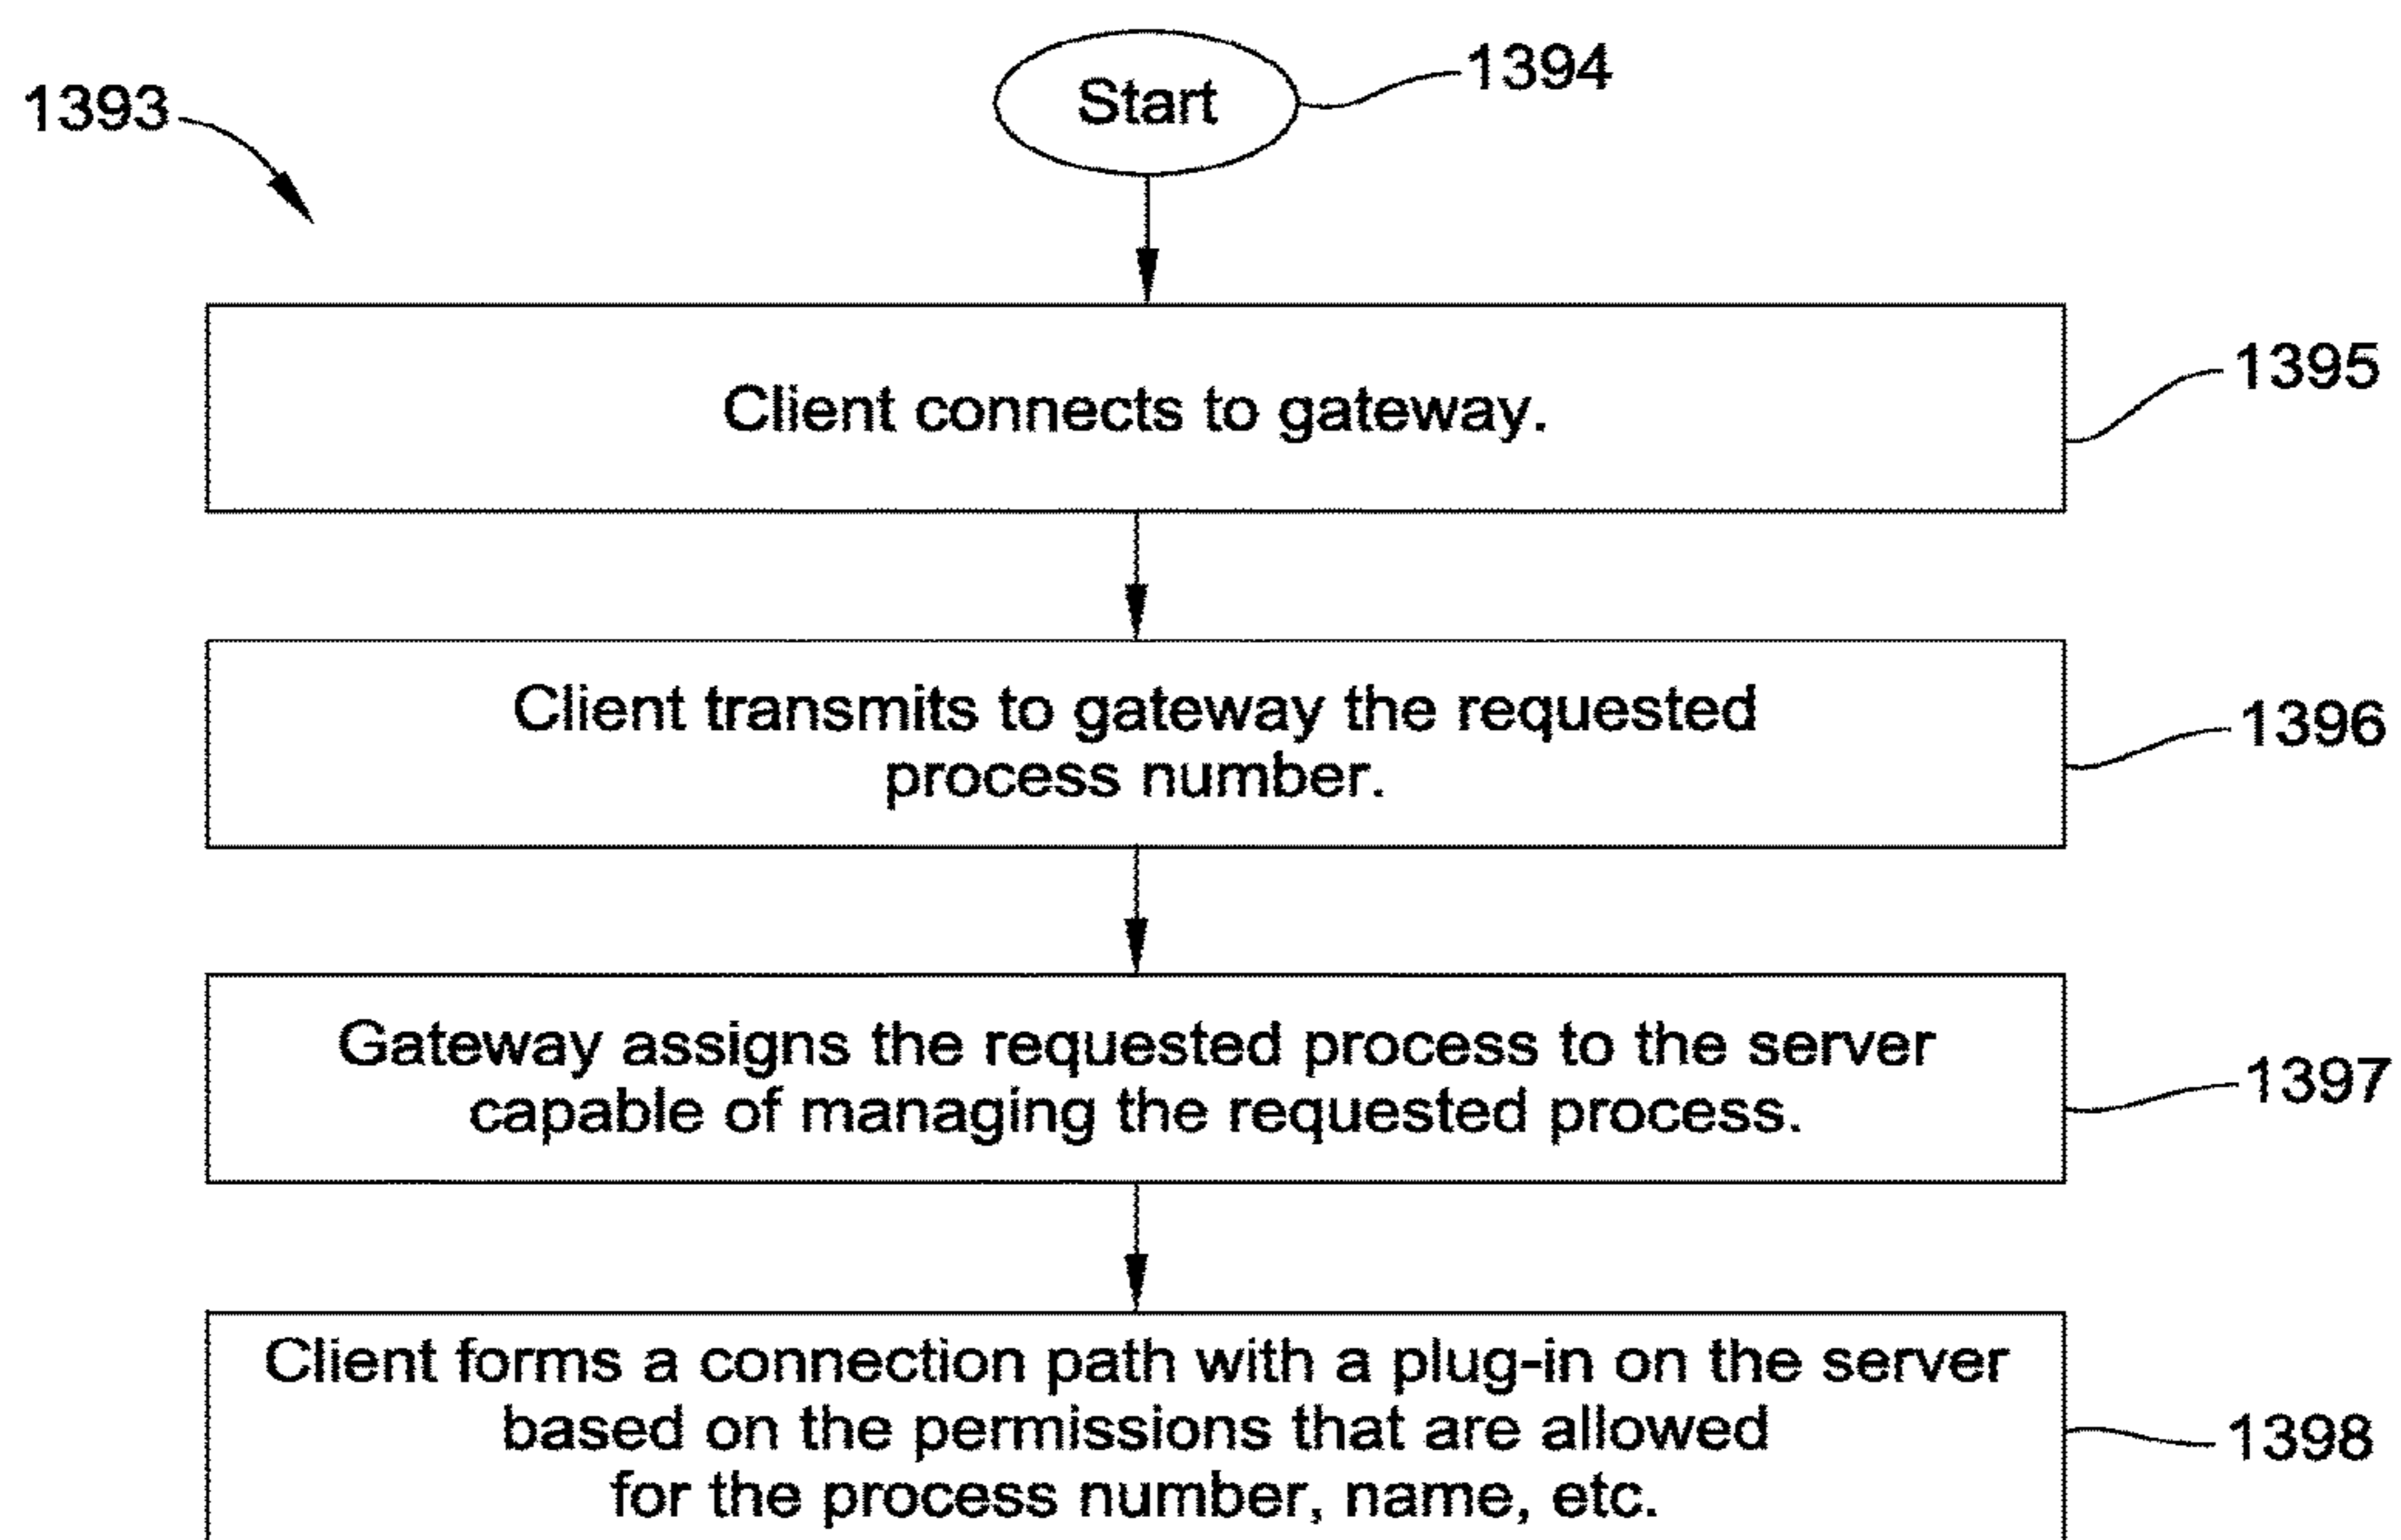 1394
Start
1393
Client connects to gateway.
1395
Client transmits to gateway the requested
process number.
1396
Gateway assigns the requested process to the server
capable of managing the requested process.
1397
Client forms a connection path with a plug-in on the server
based on the permissions that are allowed
for the process number, name, etc.
1398